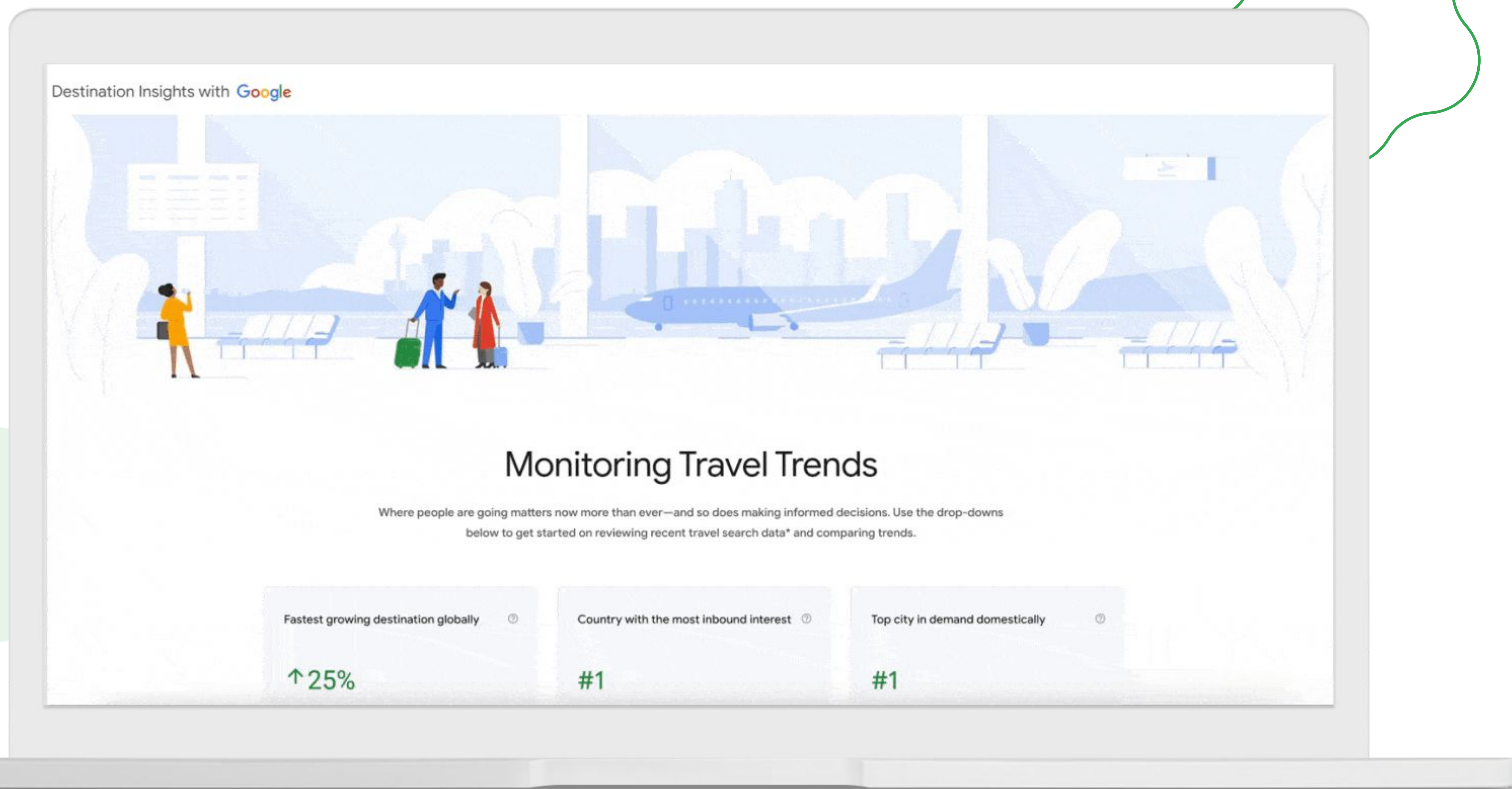 Destination Insights with Google
Monitoring Travel Trends
Where people are going matters now more than ever—and so does making informed decisions. Use the drop-downs
below to get started on reviewing recent travel search data* and comparing trends.
Fastest growing destination globally
Country with the most inbound interest
Top city in demand domestically
↑25%
#1
#1